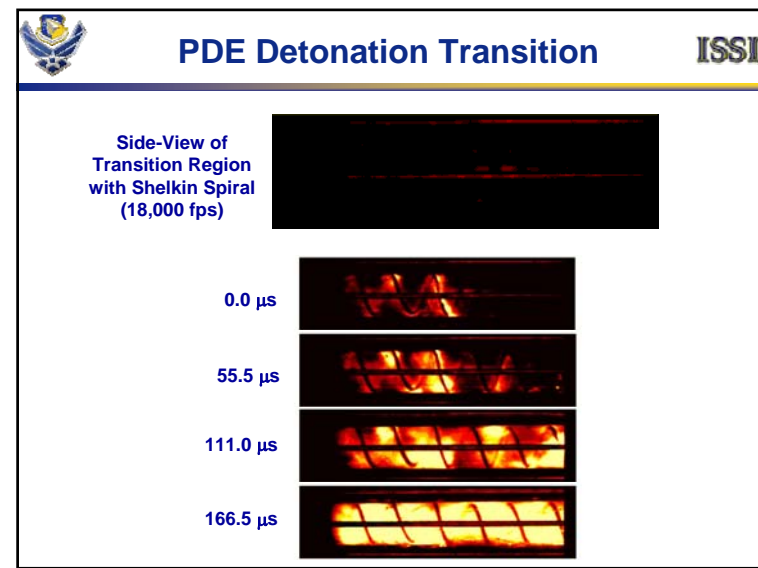 PDE Detonation Transition
ISSI
Side-View of
Transition Region
with Shelkin Spiral
(18,000 fps)
0.0 μs
55.5 μs
111.0 μs
166.5 μs